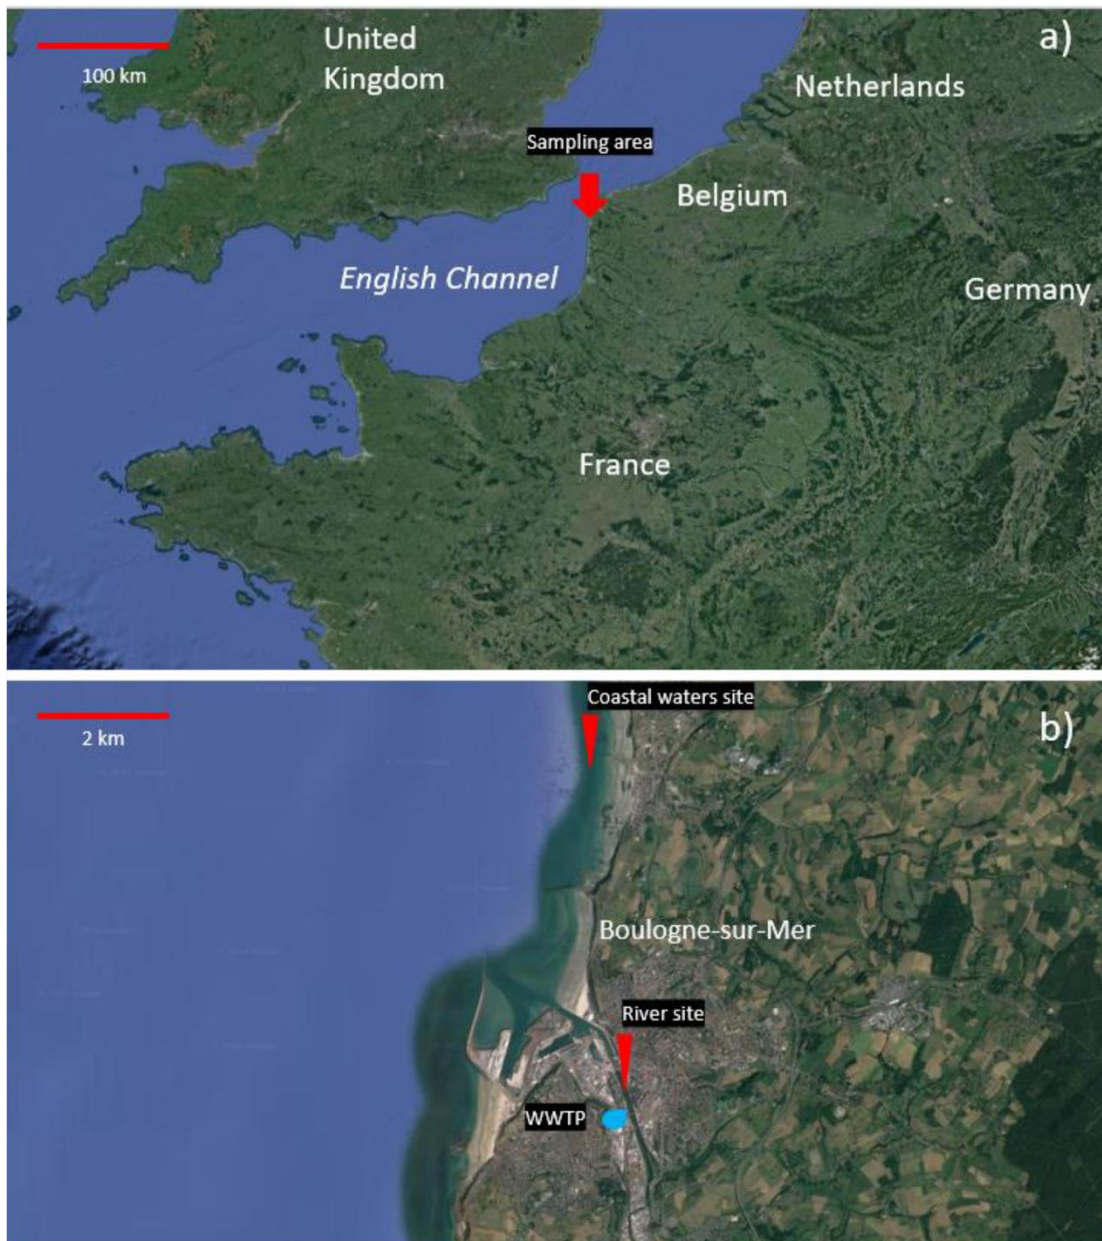 a)
United
Kingdom
100 km
Netherlands
Sampling area
Belgium
English Channel
Germany
France
Coastal waters site
2 km
b)
Boulogne-sur-Mer
River site
WWTP